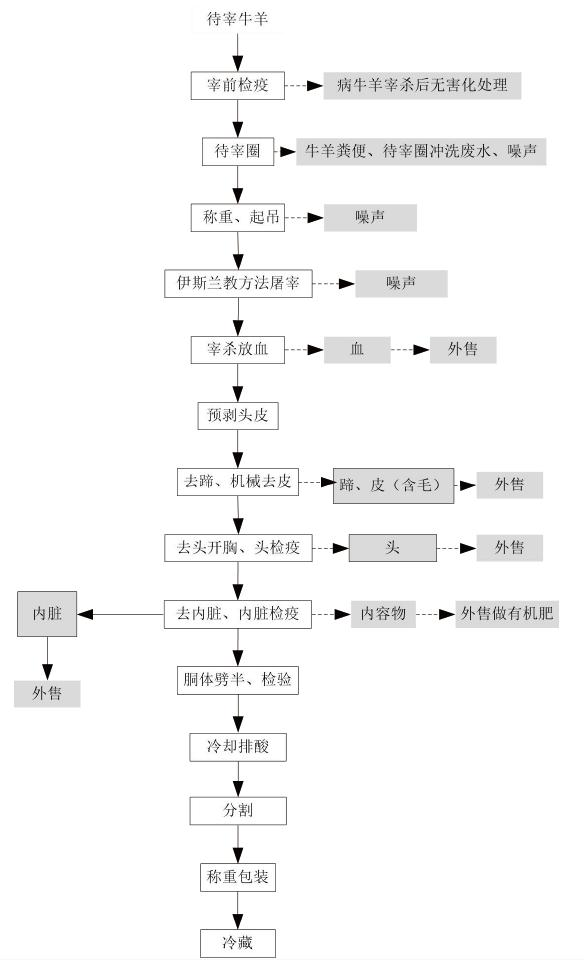 待宰牛羊
宰前检疫
病牛羊宰杀后无害化处理
待宰圈
牛羊粪便、待宰圈冲洗废水、噪声
称重、起吊
噪声
伊斯兰教方法屠宰
噪声
宰杀放血
血
外售
预剥头皮
去蹄、机械去皮
蹄、皮（含毛）
外售
去头开胸、头检疫
头
外售
内脏
去内脏、内脏检疫
内容物
外售做有机肥
外售
胴体劈半、检验
冷却排酸
分割
称重包装
冷藏